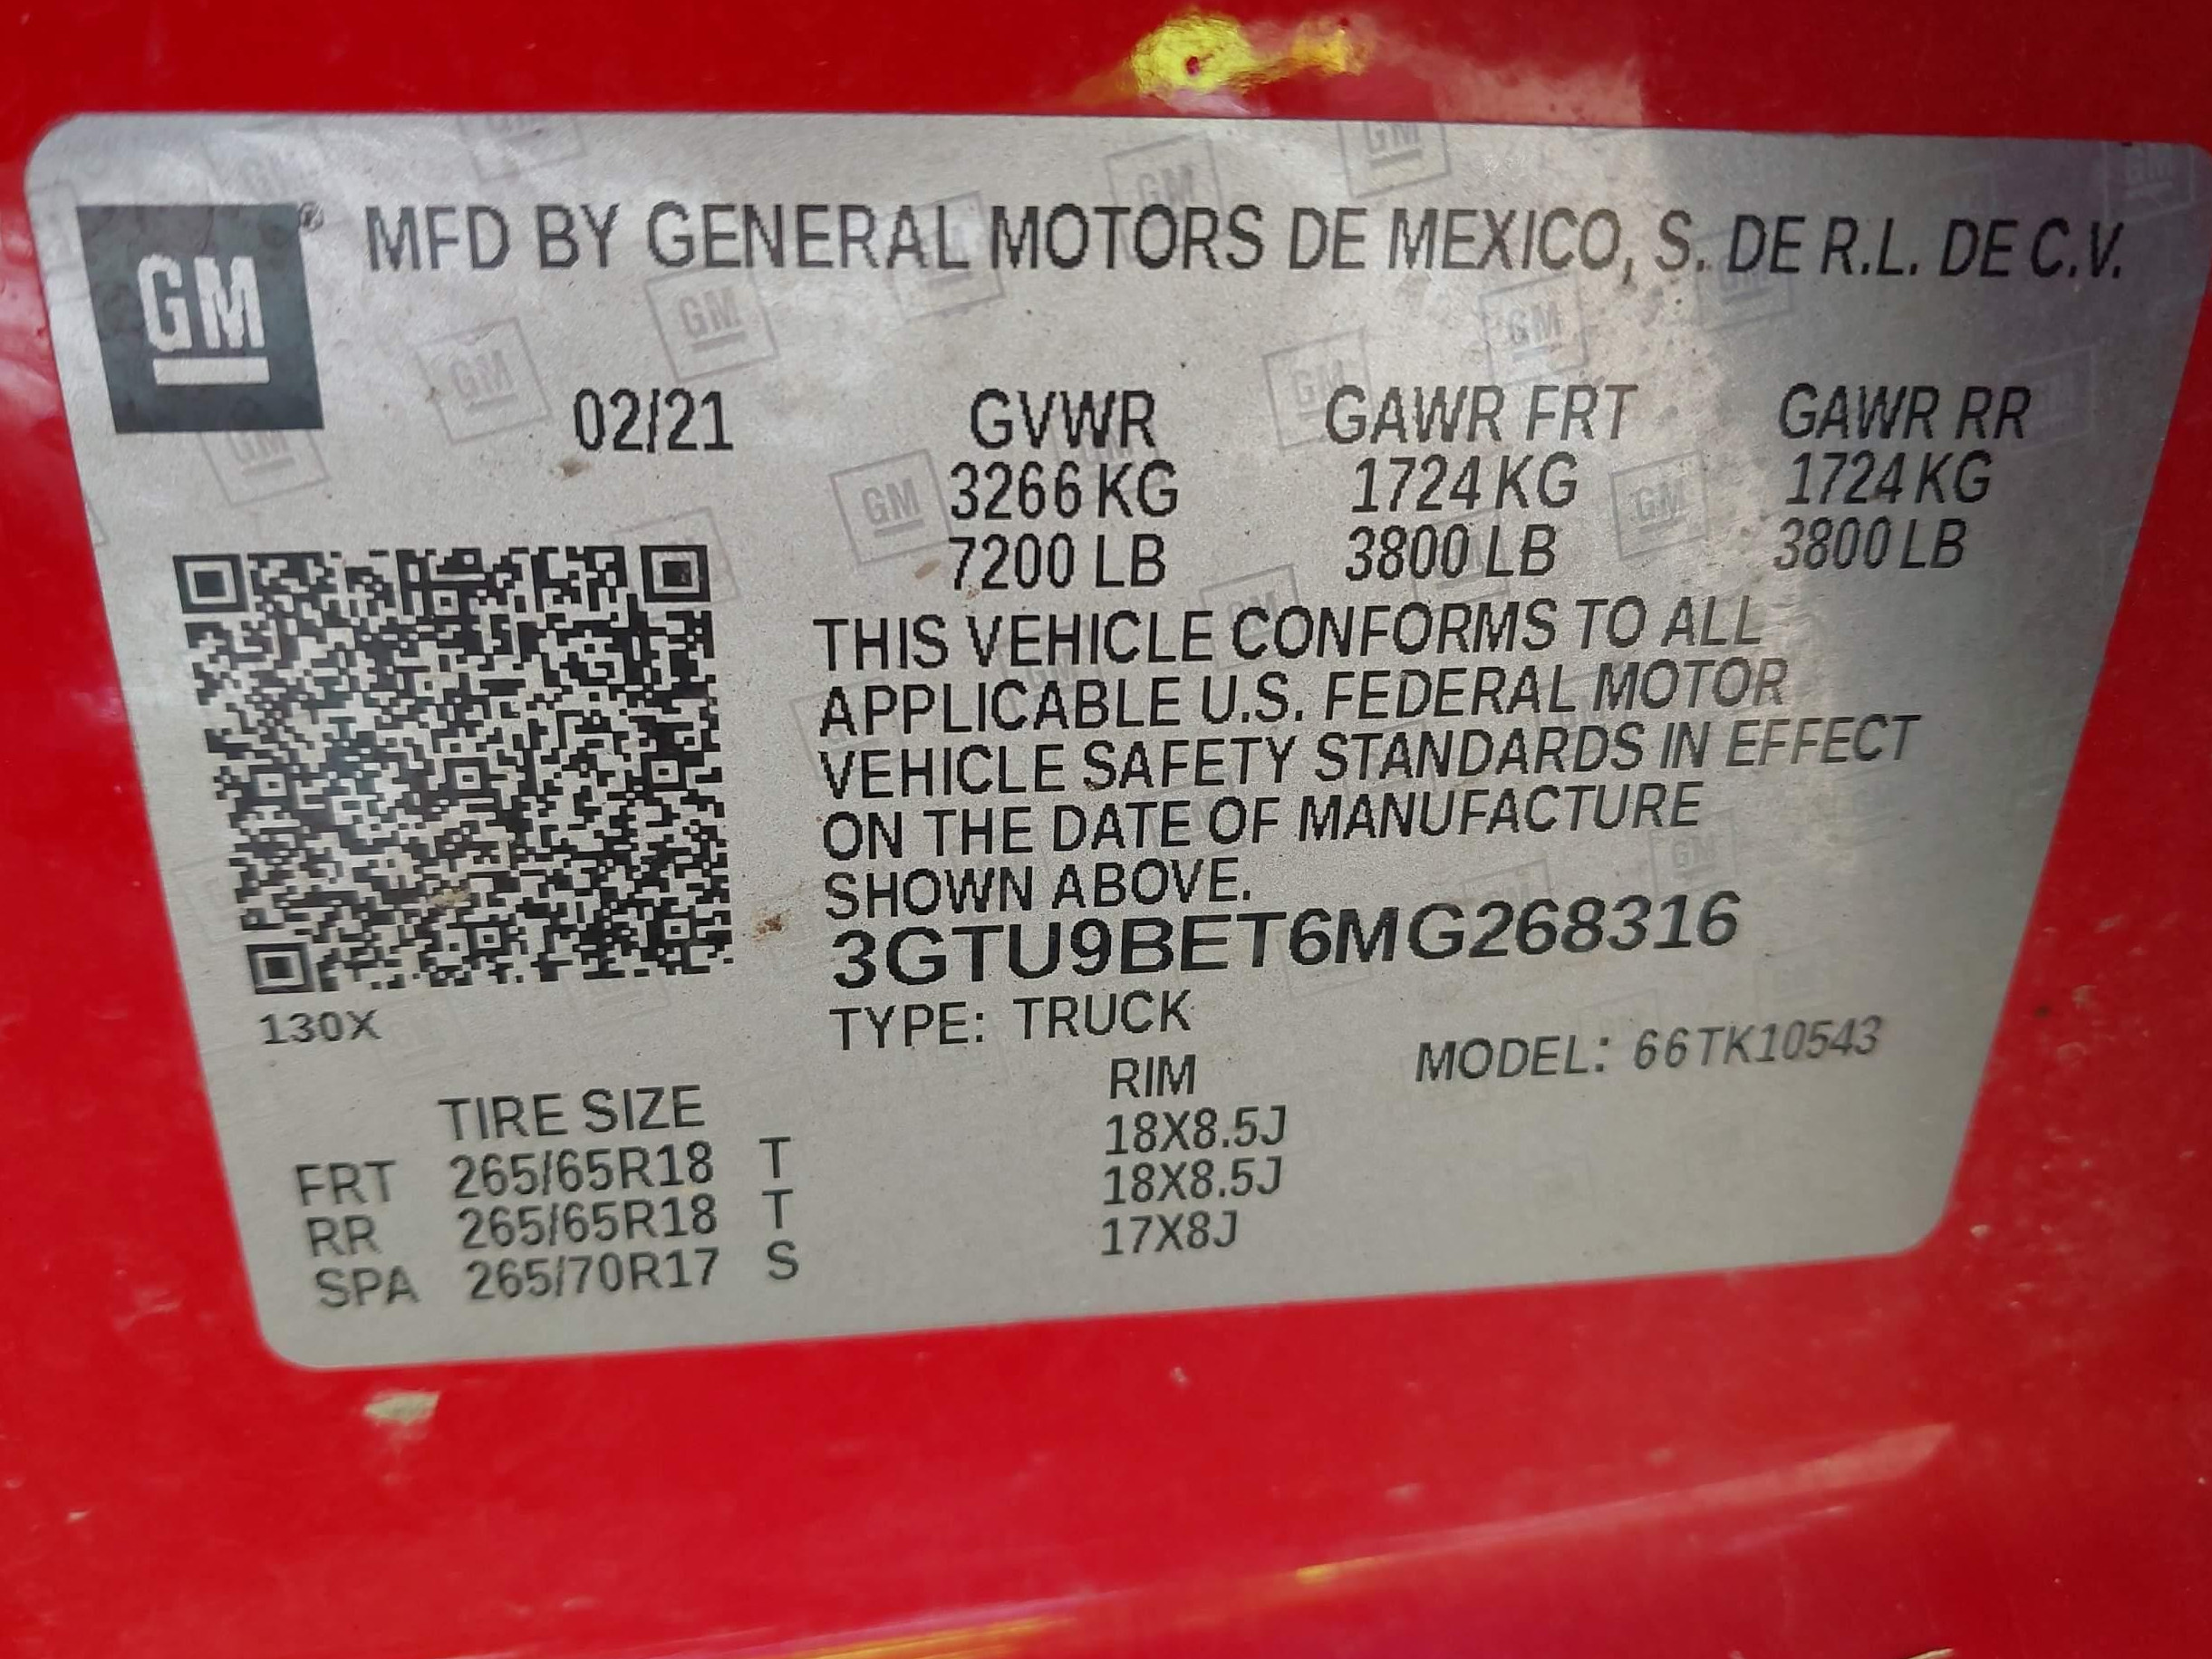 GM ® MFD BY GENERAL MOTORS DE MEXICO, S. DE R.L. DE C.V.
02/21 GVWR GAWR FRT GAWR RR
3266 KG 1724 KG 1724 KG
7200 LB 3800 LB 3800 LB
THIS VEHICLE CONFORMS TO ALL
APPLICABLE U.S. FEDERAL MOTOR
VEHICLE SAFETY STANDARDS IN EFFECT
ON THE DATE OF MANUFACTURE
SHOWN ABOVE.
3GTU9BET6MG268316
130X TYPE: TRUCK
RIM MODEL: 66TK10543
TIRE SIZE 18X8.5J
FRT 265/65R18 T 18X8.5J
RR 265/65R18 T 17X8J
SPA 265/70R17 S